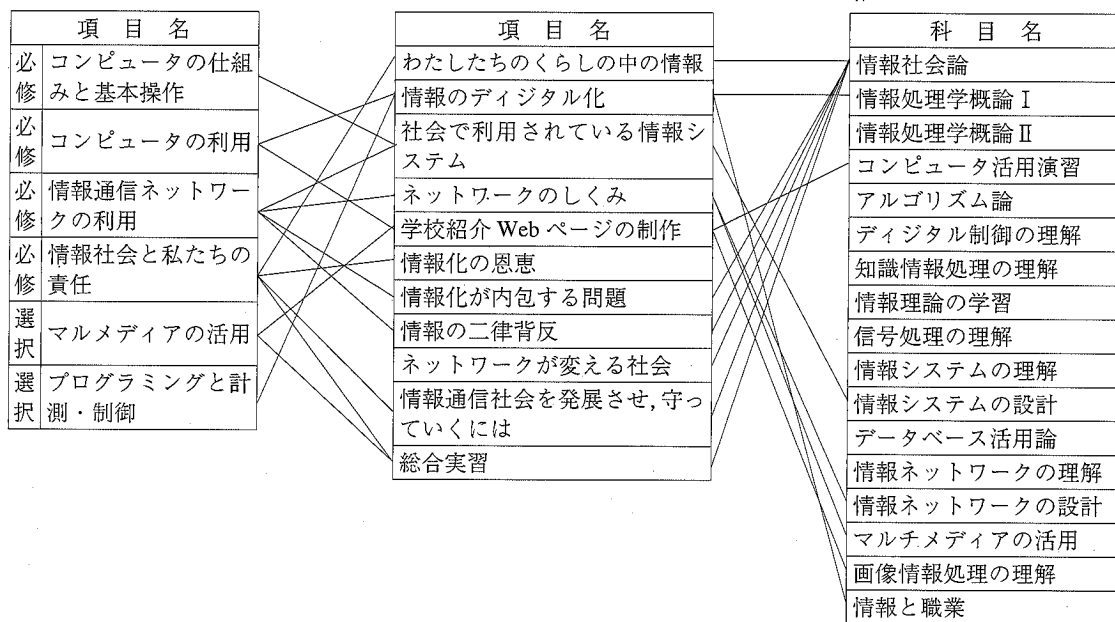 項目名
必修
コンピュータの仕組
みと基本操作
必修
コンピュータの利用
必修
情報通信ネットワー
クの利用
必修
情報社会と私たちの
責任
選択
マルメディアの活用
選択
プログラミングと計
測・制御
項目名
わたしたちのくらしの中の情報
情報のディジタル化
社会で利用されている情報シ
ステム
ネットワークのしくみ
学校紹介 Web ページの制作
情報化の恩恵
情報化が内包する問題
情報の二律背反
ネットワークが変える社会
情報通信社会を発展させ,守っ
ていくには
総合実習
科目名
情報社会論
情報処理学概論Ⅰ
情報処理学概論Ⅱ
コンピュータ活用演習
アルゴリズム論
ディジタル制御の理解
知識情報処理の理解
情報理論の学習
信号処理の理解
情報システムの理解
情報システムの設計
データベース活用論
情報ネットワークの理解
情報ネットワークの設計
マルチメディアの活用
画像情報処理の理解
情報と職業